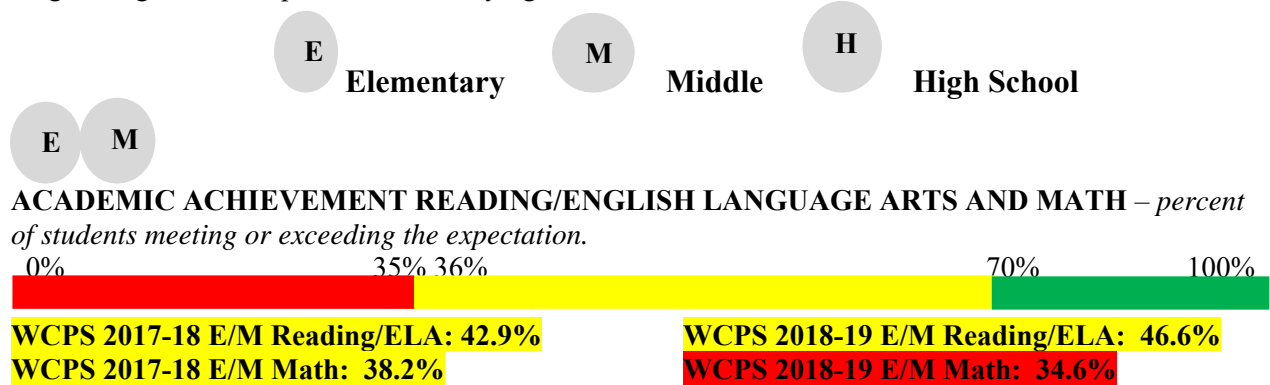 E M H
Elementary Middle High School
E M
ACADEMIC ACHIEVEMENT READING/ENGLISH LANGUAGE ARTS AND MATH – percent
of students meeting or exceeding the expectation.
0% 35% 36% 70% 100%
WCPS 2017-18 E/M Reading/ELA: 42.9% WCPS 2018-19 E/M Reading/ELA: 46.6%
WCPS 2017-18 E/M Math: 38.2% WCPS 2018-19 E/M Math: 34.6%